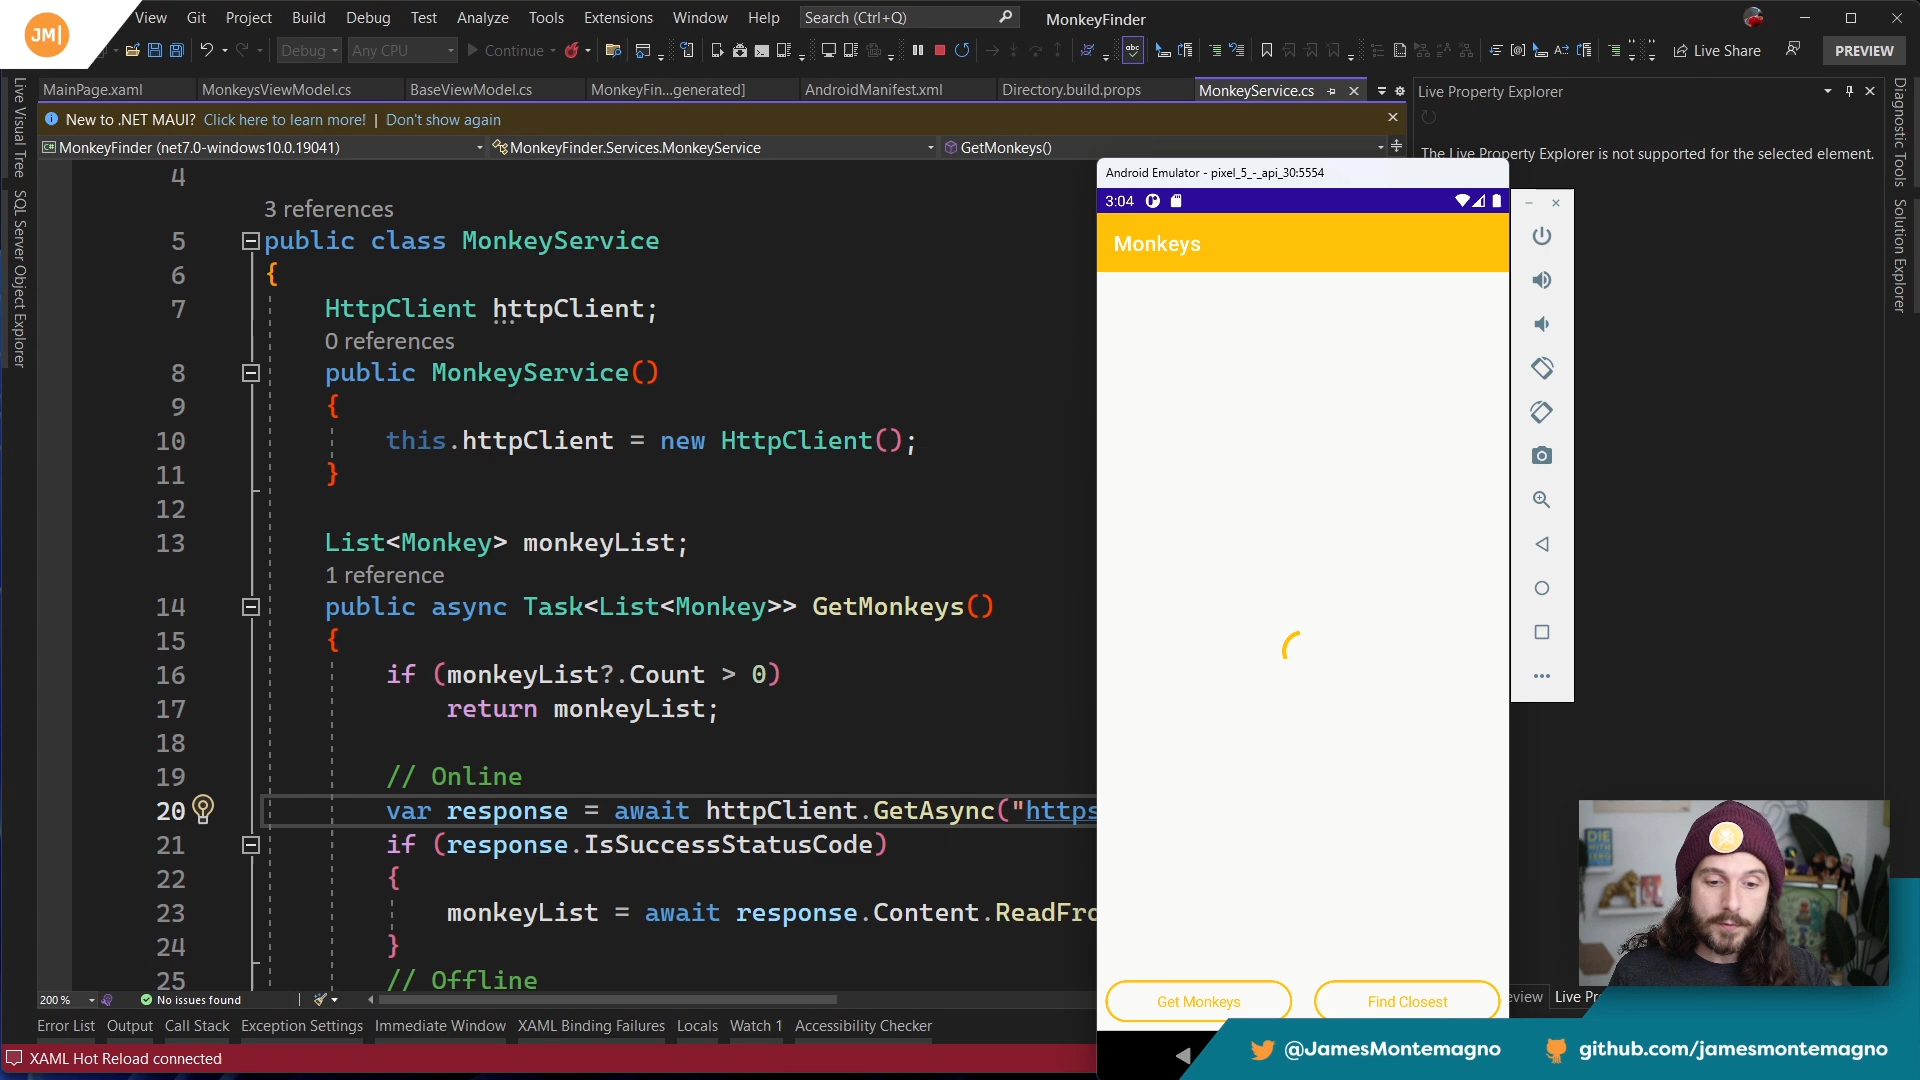 JM|
View Git Project Build Debug Test Analyze Tools Extensions Window Help Search (Ctrl+Q) MonkeyFinder
Debug Any CPU Continue abc Live Share PREVIEW
MainPage.xaml MonkeysViewModel.cs BaseViewModel.cs MonkeyFin...generated] AndroidManifest.xml Directory.build.props MonkeyService.cs Live Property Explorer
New to .NET MAUI? Click here to learn more! | Don't show again
C# MonkeyFinder (net7.0-windows10.0.19041) MonkeyFinder.Services.MonkeyService GetMonkeys()
The Live Property Explorer is not supported for the selected element.
Live Visual Tree
SQL Server Object Explorer
Diagnostic Tools
Solution Explorer
4
3 references
5 public class MonkeyService
6 {
7 HttpClient httpClient;
0 references
8 public MonkeyService()
9 {
10 this.httpClient = new HttpClient();
11 }
12
13 List<Monkey> monkeyList;
1 reference
14 public async Task<List<Monkey>> GetMonkeys()
15 {
16 if (monkeyList?.Count > 0)
17 return monkeyList;
18
19 // Online
20 var response = await httpClient.GetAsync("https
21 if (response.IsSuccessStatusCode)
22 {
23 monkeyList = await response.Content.ReadFro
24 }
25 // Offline
Android Emulator - pixel_5_-_api_30:5554
3:04
Monkeys
Get Monkeys Find Closest
200 % No issues found
eview Live Pr
Error List Output Call Stack Exception Settings Immediate Window XAML Binding Failures Locals Watch 1 Accessibility Checker
XAML Hot Reload connected
@JamesMontemagno github.com/jamesmontemagno